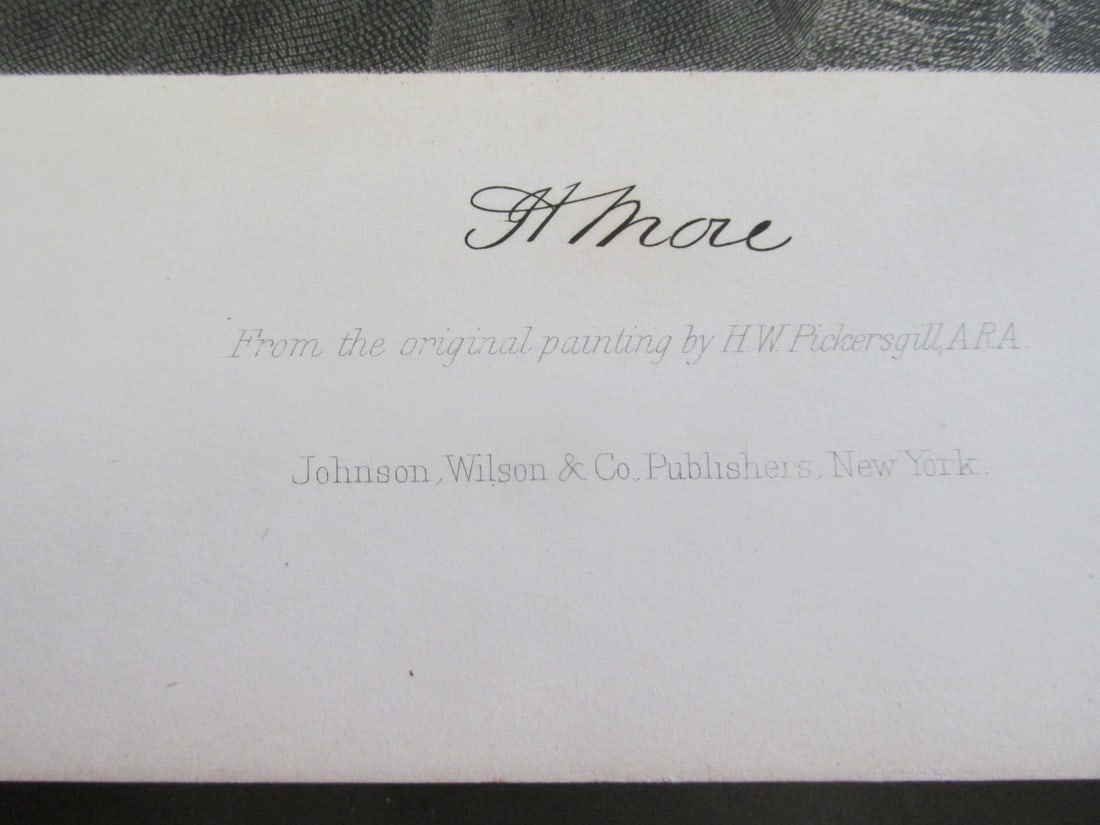 H More
From the original painting by H.W. Pickersgill, A.R.A.
Johnson, Wilson & Co., Publishers, New York.